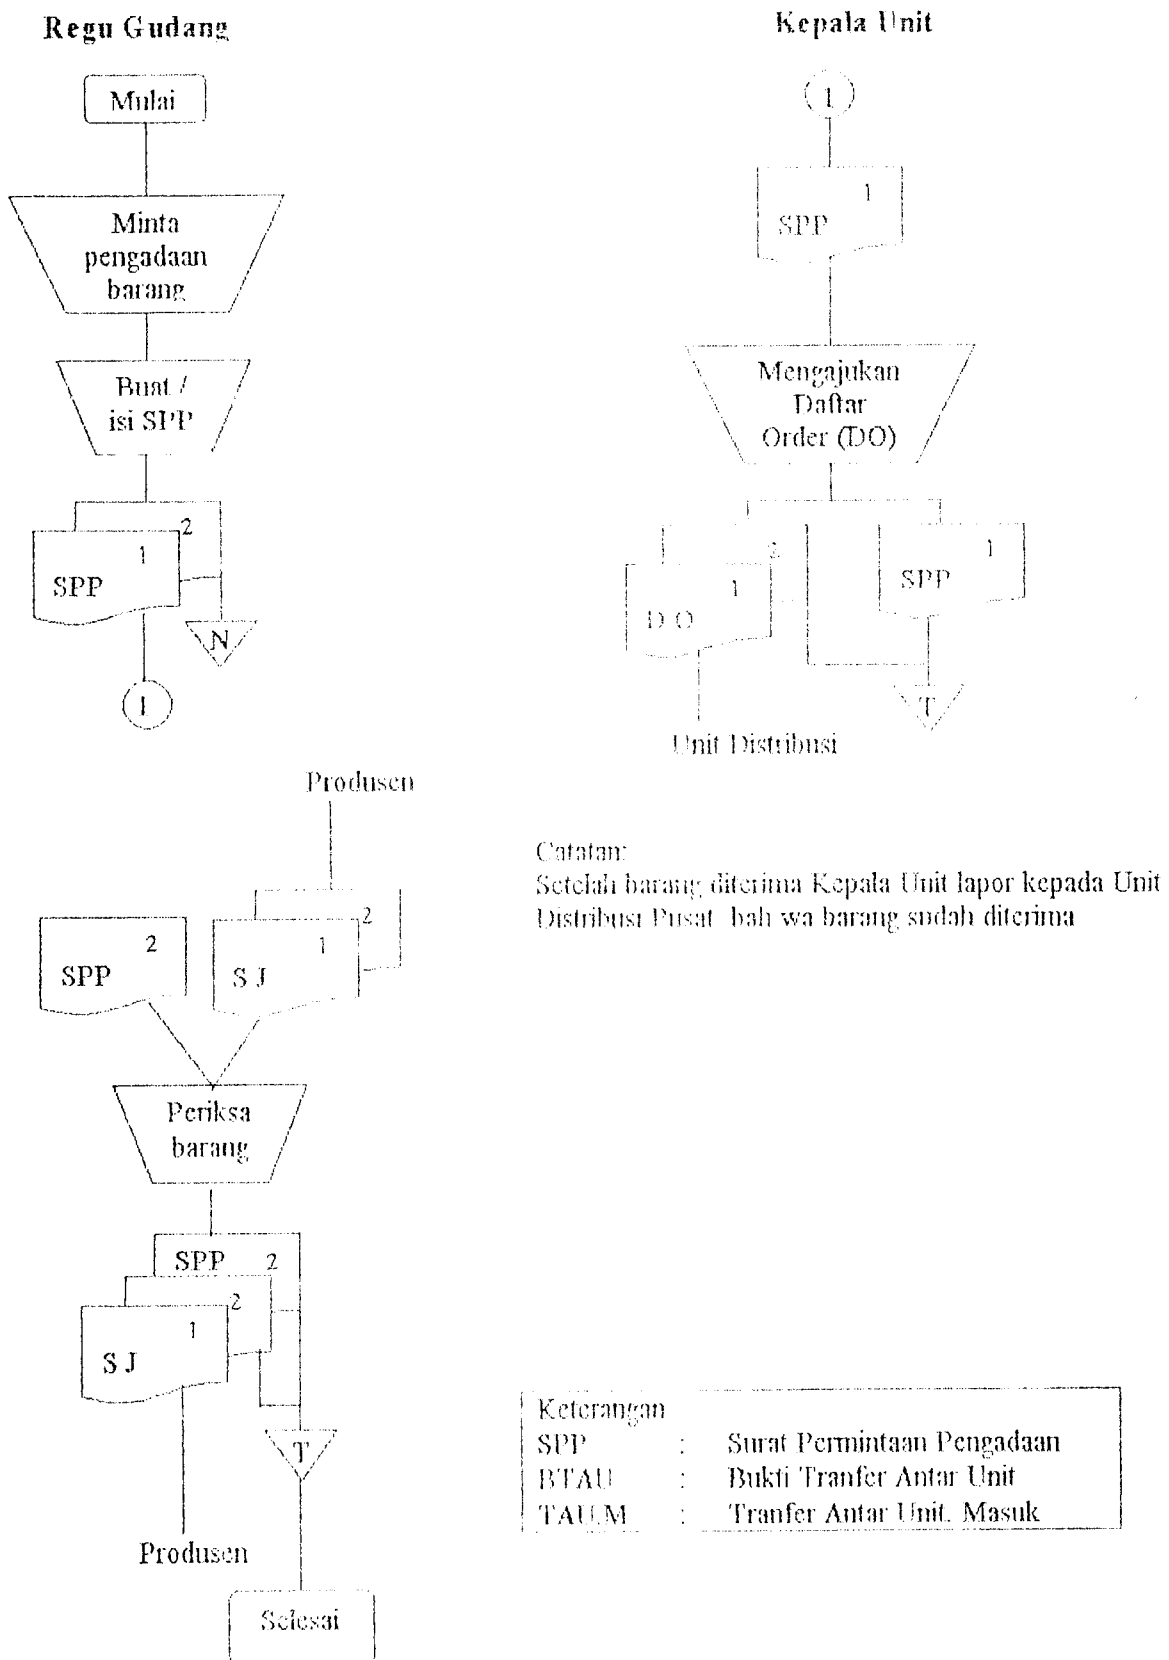 Regu Gudang
Mulai
Minta
pengadaan
barang
Buat /
isi SPP
2
1
SPP
N
1
Kepala Unit
1
1
SPP
Mengajukan
Daftar
Order (DO)
2
1
D O
1
SPP
T
Unit Distribusi
Produsen
2
SPP
2
1
S J
Periksa
barang
SPP 2
2
1
S J
T
Produsen
Selesai
Catatan:
Setelah barang diterima Kepala Unit lapor kepada Unit
Distribusi Pusat bah wa barang sudah diterima
Keterangan
SPP : Surat Permintaan Pengadaan
BTAU : Bukti Tranfer Antar Unit
TAU.M : Tranfer Antar Unit. Masuk